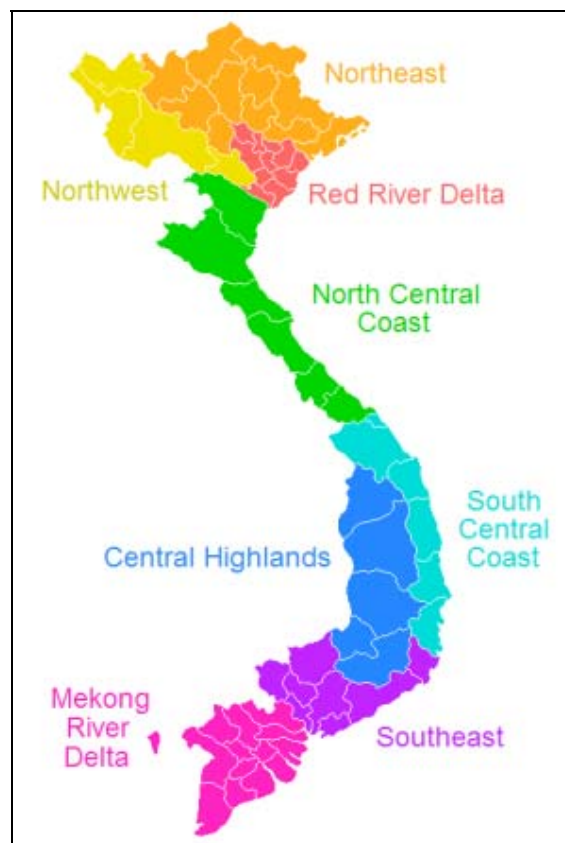 Northeast
Northwest
Red River Delta
North Central
Coast
South
Central
Coast
Central Highlands
Mekong
River
Delta
Southeast